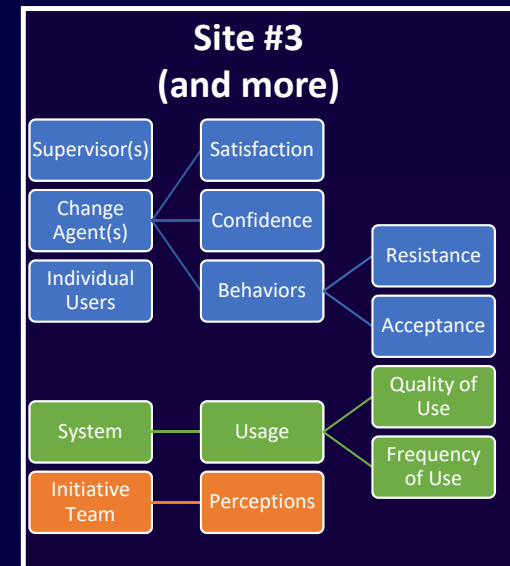 Site #3
(and more)
Supervisor(s)
Satisfaction
Change
Agent(s)
Confidence
Individual
Users
Behaviors
Resistance
Acceptance
System
Usage
Quality of
Use
Frequency
of Use
Initiative
Team
Perceptions